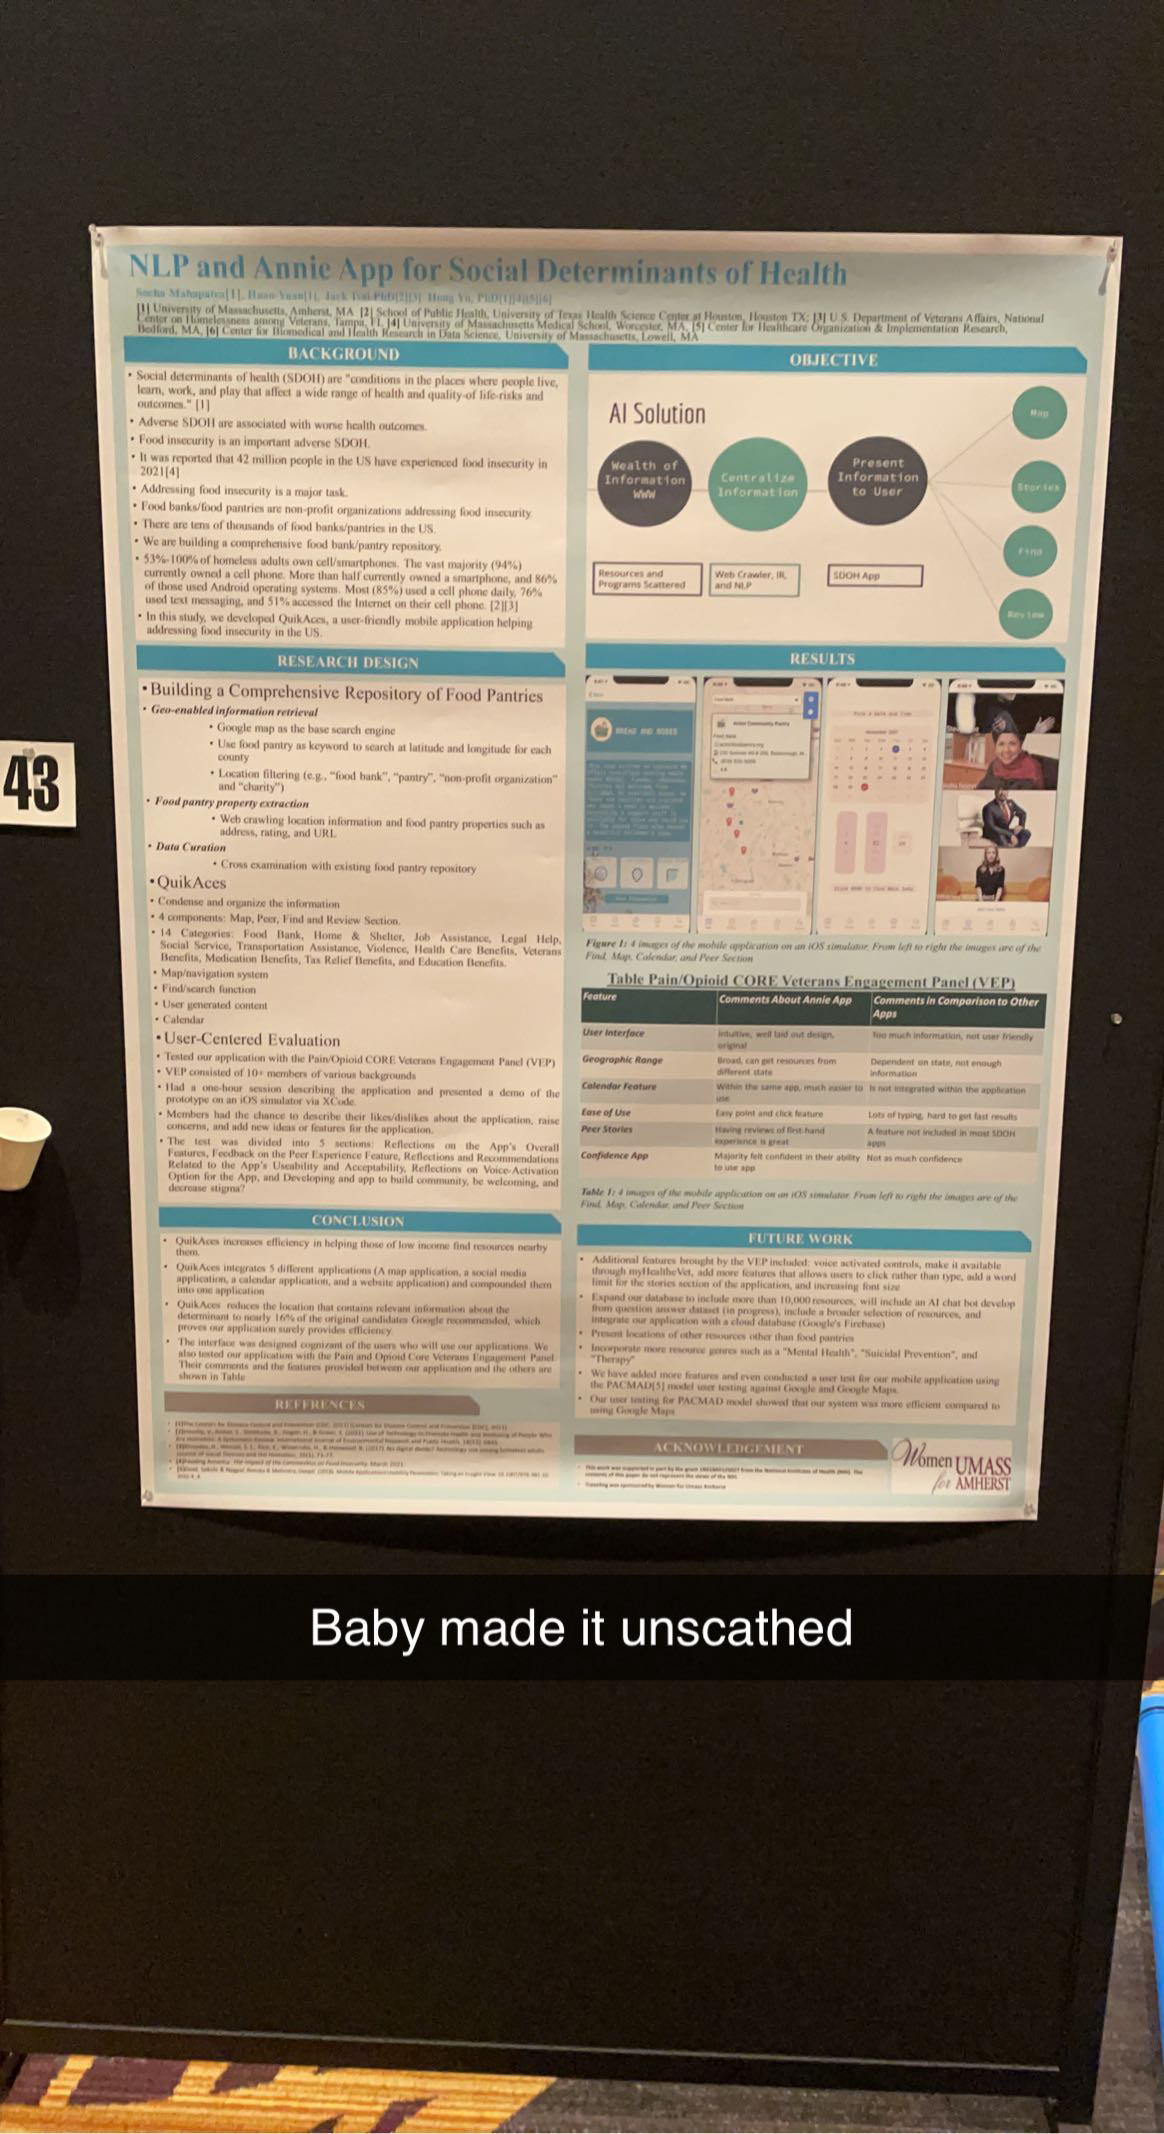 NLP and Annie App for Social Determinants of Health
[1] University of Massachusetts, Amherst, MA [2] School of Public Health, University of Texas Health Science Center at Houston, Houston TX; [3] U.S. Department of Veterans Affairs, National
Center on Homelessness among Veterans, Tampa, FL [4] University of Massachusetts Medical School, Worcester, MA, [5] Center for Healthcare Organization & Implementation Research,
Bedford, MA, [6] Center for Biomedical and Health Research in Data Science, University of Massachusetts, Lowell, MA
BACKGROUND
• Social determinants of health (SDOH) are "conditions in the places where people live,
learn, work, and play that affect a wide range of health and quality-of life-risks and
outcomes." [1]
• Adverse SDOH are associated with worse health outcomes.
• Food insecurity is an important adverse SDOH.
• It was reported that 42 million people in the US have experienced food insecurity in
2021[4]
• Addressing food insecurity is a major task.
• Food banks/food pantries are non-profit organizations addressing food insecurity
• There are tens of thousands of food banks/pantries in the US.
• We are building a comprehensive food bank/pantry repository.
• 53%-100% of homeless adults own cell/smartphones. The vast majority (94%)
currently owned a cell phone. More than half currently owned a smartphone, and 86%
of those used Android operating systems. Most (85%) used a cell phone daily, 76%
used text messaging, and 51% accessed the Internet on their cell phone. [2][3]
• In this study, we developed QuikAces, a user-friendly mobile application helping
addressing food insecurity in the US.
RESEARCH DESIGN
• Building a Comprehensive Repository of Food Pantries
• Geo-enabled information retrieval
• Google map as the base search engine
• Use food pantry as keyword to search at latitude and longitude for each
county
• Location filtering (e.g., "food bank", "pantry", "non-profit organization"
and "charity")
• Food pantry property extraction
• Web crawling location information and food pantry properties such as
address, rating, and URL
• Data Curation
• Cross examination with existing food pantry repository
• QuikAces
• Condense and organize the information
• 4 components: Map, Peer, Find and Review Section.
• 14 Categories: Food Bank, Home & Shelter, Job Assistance, Legal Help,
Social Service, Transportation Assistance, Violence, Health Care Benefits, Veterans
Benefits, Medication Benefits, Tax Relief Benefits, and Education Benefits.
• Map/navigation system
• Find/search function
• User generated content
• Calendar
• User-Centered Evaluation
• Tested our application with the Pain/Opioid CORE Veterans Engagement Panel (VEP)
• VEP consisted of 10+ members of various backgrounds
• Had a one-hour session describing the application and presented a demo of the
prototype on an iOS simulator via XCode.
• Members had the chance to describe their likes/dislikes about the application, raise
concerns, and add new ideas or features for the application.
• The test was divided into 5 sections: Reflections on the App's Overall
Features, Feedback on the Peer Experience Feature, Reflections and Recommendations
Related to the App's Useability and Acceptability, Reflections on Voice-Activation
Option for the App, and Developing and app to build community, be welcoming, and
decrease stigma?
CONCLUSION
• QuikAces increases efficiency in helping those of low income find resources nearby
them.
• QuikAces integrates 5 different applications (A map application, a social media
application, a calendar application, and a website application) and compounded them
into one application
• QuikAces reduces the location that contains relevant information about the
determinant to nearly 16% of the original candidates Google recommended, which
proves our application surely provides efficiency
• The interface was designed cognizant of the users who will use our applications. We
also tested our application with the Pain and Opioid Core Veterans Engagement Panel
Their comments and the features provided between our application and the others are
shown in Table
REFERENCES
OBJECTIVE
AI Solution
Wealth of
Information
WWW
Centralize
Information
Present
Information
to User
Map
Stories
Find
Review
Resources and
Programs Scattered
Web Crawler, IR,
and NLP
SDOH App
RESULTS
BREAD AND ROSES
Figure 1: 4 images of the mobile application on an iOS simulator. From left to right the images are of the
Find, Map, Calendar, and Peer Section
Table Pain/Opioid CORE Veterans Engagement Panel (VEP)
Feature Comments About Annie App Comments in Comparison to Other
Apps
User Interface Intuitive, well laid out design, Too much information, not user friendly
original
Geographic Range Broad, can get resources from Dependent on state, not enough
different state information
Calendar Feature Within the same app, much easier to Is not integrated within the application
use
Ease of Use Easy point and click feature Lots of typing, hard to get fast results
Peer Stories Having reviews of first-hand A feature not included in most SDOH
experience is great apps
Confidence App Majority felt confident in their ability Not as much confidence
to use app
Table 1: 4 images of the mobile application on an iOS simulator. From left to right the images are of the
Find, Map, Calendar, and Peer Section
FUTURE WORK
• Additional features brought by the VEP included: voice activated controls, make it available
through myHealtheVet, add more features that allows users to click rather than type, add a word
limit for the stories section of the application, and increasing font size
• Expand our database to include more than 10,000 resources, will include an AI chat bot develop
from question answer dataset (in progress), include a broader selection of resources, and
integrate our application with a cloud database (Google's Firebase)
• Present locations of other resources other than food pantries
• Incorporate more resource genres such as a "Mental Health", "Suicidal Prevention", and
"Therapy"
• We have added more features and even conducted a user test for our mobile application using
the PACMAD[5] model user testing against Google and Google Maps.
• Our user testing for PACMAD model showed that our system was more efficient compared to
using Google Maps
ACKNOWLEDGEMENT
Women UMASS
for AMHERST
43
Baby made it unscathed